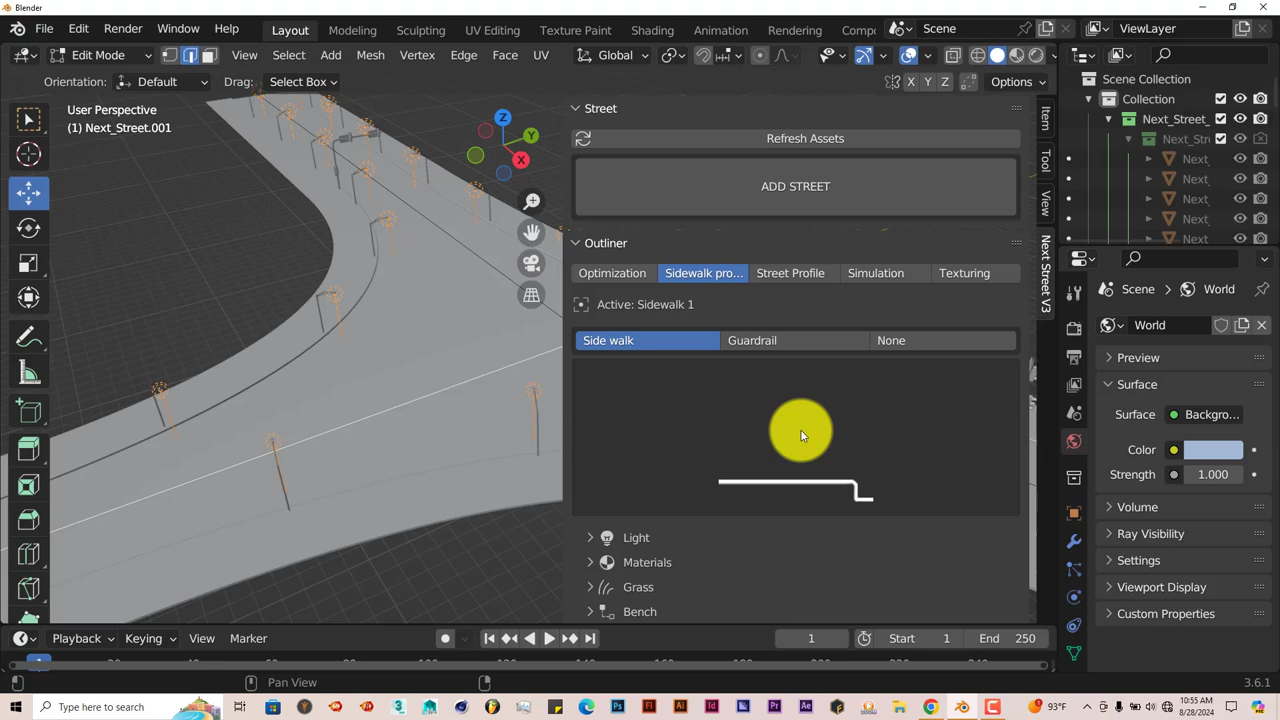 Blender
File Edit Render Window Help Layout Modeling Sculpting UV Editing Texture Paint Shading Animation Rendering Comp Scene ViewLayer
Edit Mode View Select Add Mesh Vertex Edge Face UV Global
Orientation: Default Drag: Select Box X Y Z Options
User Perspective
(1) Next_Street.001
Z
Y
X
Street
Refresh Assets
ADD STREET
Outliner
Optimization Sidewalk pro... Street Profile Simulation Texturing
Active: Sidewalk 1
Side walk Guardrail None
Light
Materials
Grass
Bench
Item
Tool
View
Next Street V3
Scene Collection
Collection
Next_Street_
Next_Str
Next_
Next_
Next_
Next_
Next_
Scene World
World
Preview
Surface
Surface Backgro...
Color
Strength 1.000
Volume
Ray Visibility
Settings
Viewport Display
Custom Properties
Playback Keying View Marker 1 Start 1 End 250
Pan View 3.6.1
Type here to search 93°F 10:55 AM
8/28/2024